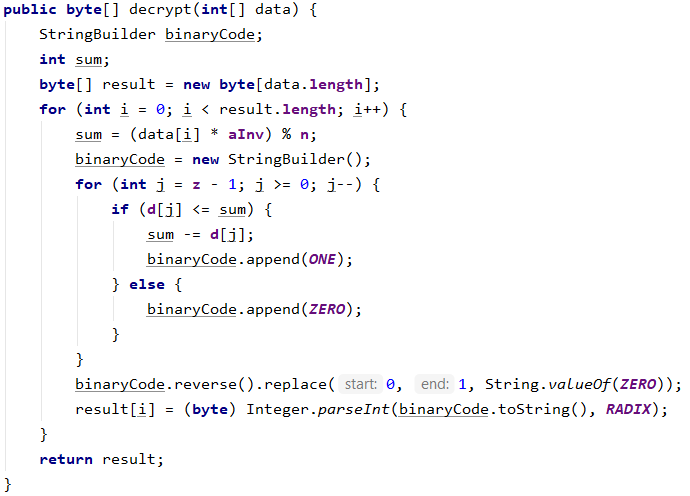 public byte[] decrypt(int[] data) {
    StringBuilder binaryCode;
    int sum;
    byte[] result = new byte[data.length];
    for (int i = 0; i < result.length; i++) {
        sum = (data[i] * aInv) % n;
        binaryCode = new StringBuilder();
        for (int j = z - 1; j >= 0; j--) {
            if (d[j] <= sum) {
                sum -= d[j];
                binaryCode.append(ONE);
            } else {
                binaryCode.append(ZERO);
            }
        }
        binaryCode.reverse().replace( start: 0, end: 1, String.valueOf(ZERO));
        result[i] = (byte) Integer.parseInt(binaryCode.toString(), RADIX);
    }
    return result;
}